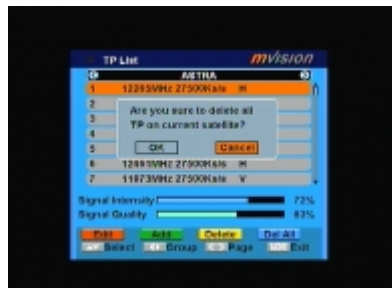 TP List
mvision
ASTRA
1 12285MHz 27500Ks/s H
2
3
4
5
6 12461MHz 27500Ks/s H
7 11973MHz 27500Ks/s V
Are you sure to delete all
TP on current satellite?
OK Cancel
Signal Intensity 72%
Signal Quality 83%
Edit Add Delete Del All
Select Group Page Exit